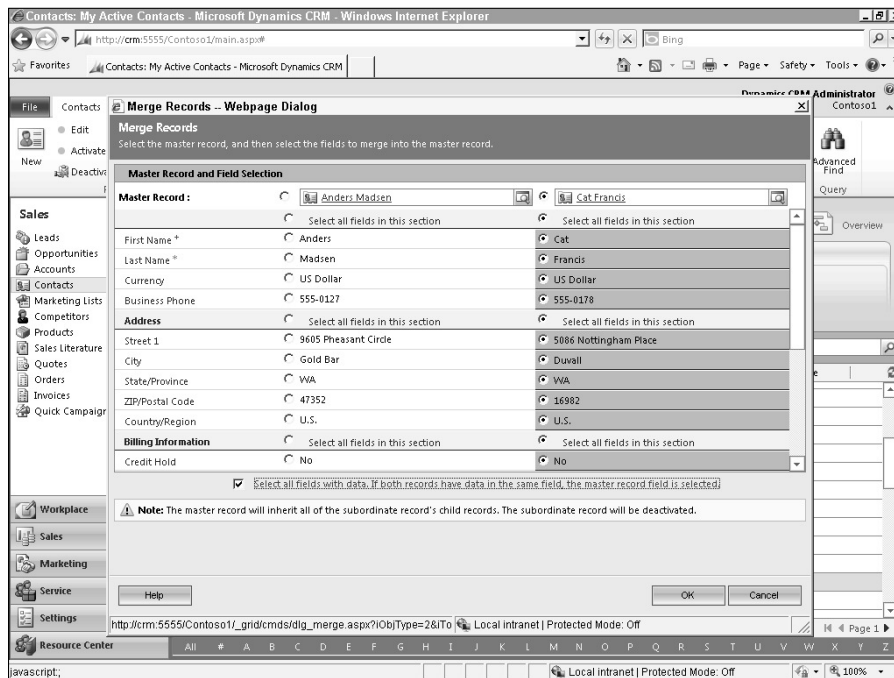 Contacts: My Active Contacts - Microsoft Dynamics CRM - Windows Internet Explorer
http://crm:5555/Contoso1/main.aspx#
Bing
Favorites
Contacts: My Active Contacts - Microsoft Dynamics CRM
Page
Safety
Tools
Dynamics CRM Administrator
Contoso1
File
Contacts
New
Edit
Activate
Advanced Find
Query
Merge Records -- Webpage Dialog
Merge Records
Select the master record, and then select the fields to merge into the master record.
Master Record and Field Selection
Master Record : Anders Madsen Cat Francis
Select all fields in this section Select all fields in this section
First Name * Anders Cat
Last Name * Madsen Francis
Currency US Dollar US Dollar
Business Phone 555-0127 555-0178
Address Select all fields in this section Select all fields in this section
Street 1 9605 Pheasant Circle 5086 Nottingham Place
City Gold Bar Duvall
State/Province WA WA
ZIP/Postal Code 47352 16982
Country/Region U.S. U.S.
Billing Information Select all fields in this section Select all fields in this section
Credit Hold No No
Select all fields with data. If both records have data in the same field, the master record field is selected.
Note: The master record will inherit all of the subordinate record's child records. The subordinate record will be deactivated.
Help OK Cancel
http://crm:5555/Contoso1/_grid/cmds/dlg_merge.aspx?iObjType=2&iTo Local intranet | Protected Mode: Off
Sales
Leads
Opportunities
Accounts
Contacts
Marketing Lists
Competitors
Products
Sales Literature
Quotes
Orders
Invoices
Quick Campaigr
Workplace
Sales
Marketing
Service
Settings
Resource Center
Overview
Page 1
All # A B C D E F G H I J K L M N O P Q R S T U V W X Y Z
javascript:; Local intranet | Protected Mode: Off 100%